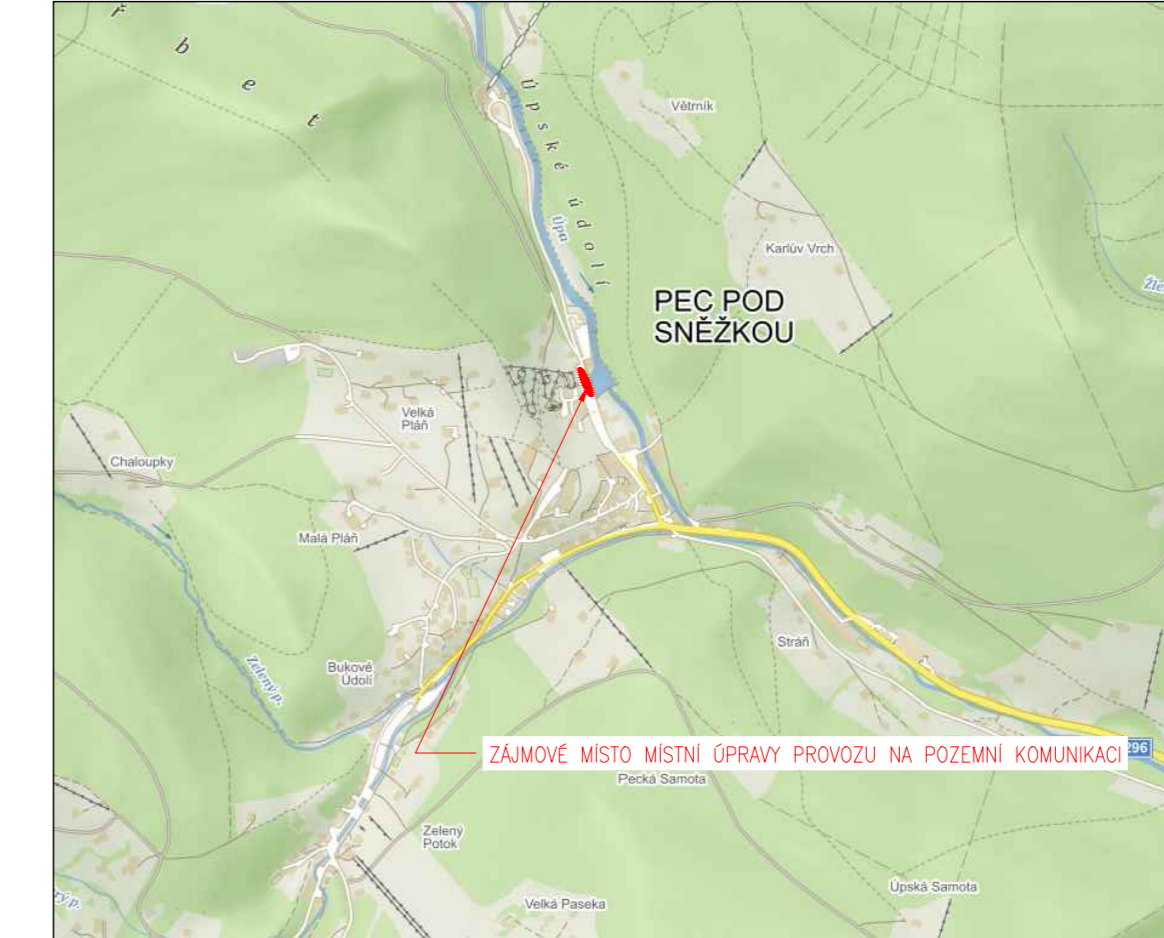 řbet
Úpské údolí
Větrník
Úpa
Karlův Vrch
PEC POD
SNĚŽKOU
Velká
Pláň
Chaloupky
Malá Pláň
Stráň
Bukové
Údolí
Zelený p.
ZÁJMOVÉ MÍSTO MÍSTNÍ ÚPRAVY PROVOZU NA POZEMNÍ KOMUNIKACI
296
Pecká Samota
Zelený
Potok
Úpská Samota
Velká Paseka